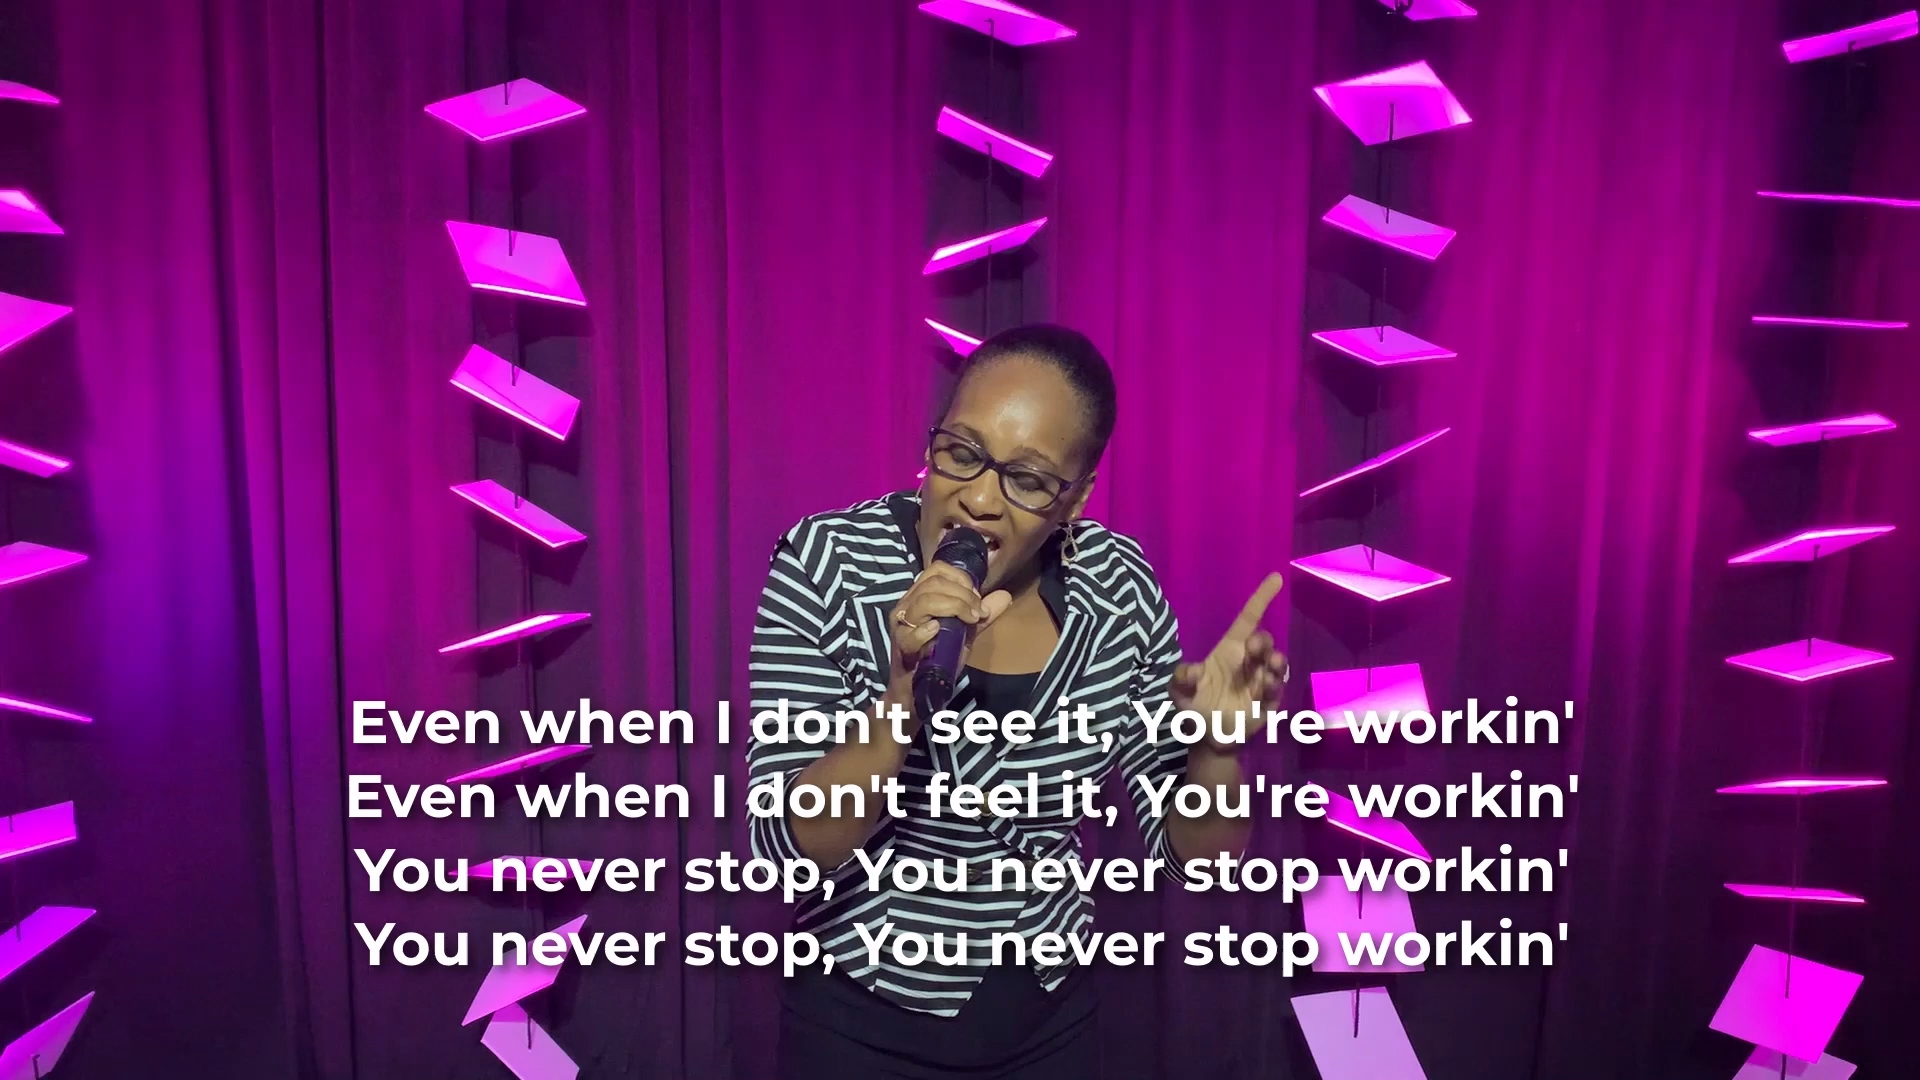 Even when I don't see it, You're workin'
Even when I don't feel it, You're workin'
You never stop, You never stop workin'
You never stop, You never stop workin'